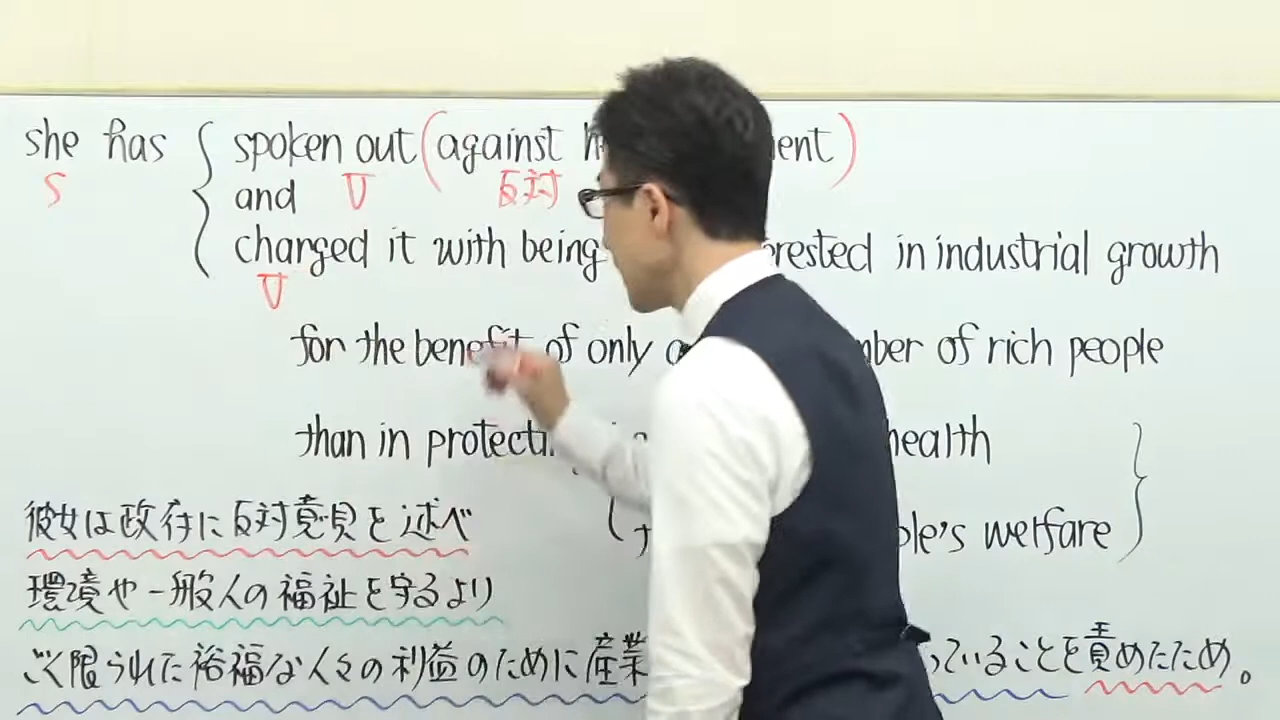 she has { spoken out (against ment)
S and V 反対
charged it with being rested in industrial growth
V
for the benefit of only ber of rich people
than in protecti health
ple's welfare
彼女は政府に反対意見を述べ
環境や一般人の福祉を守るより
ごく限られた裕福な人々の利益のために産業 っていることを責めたため。